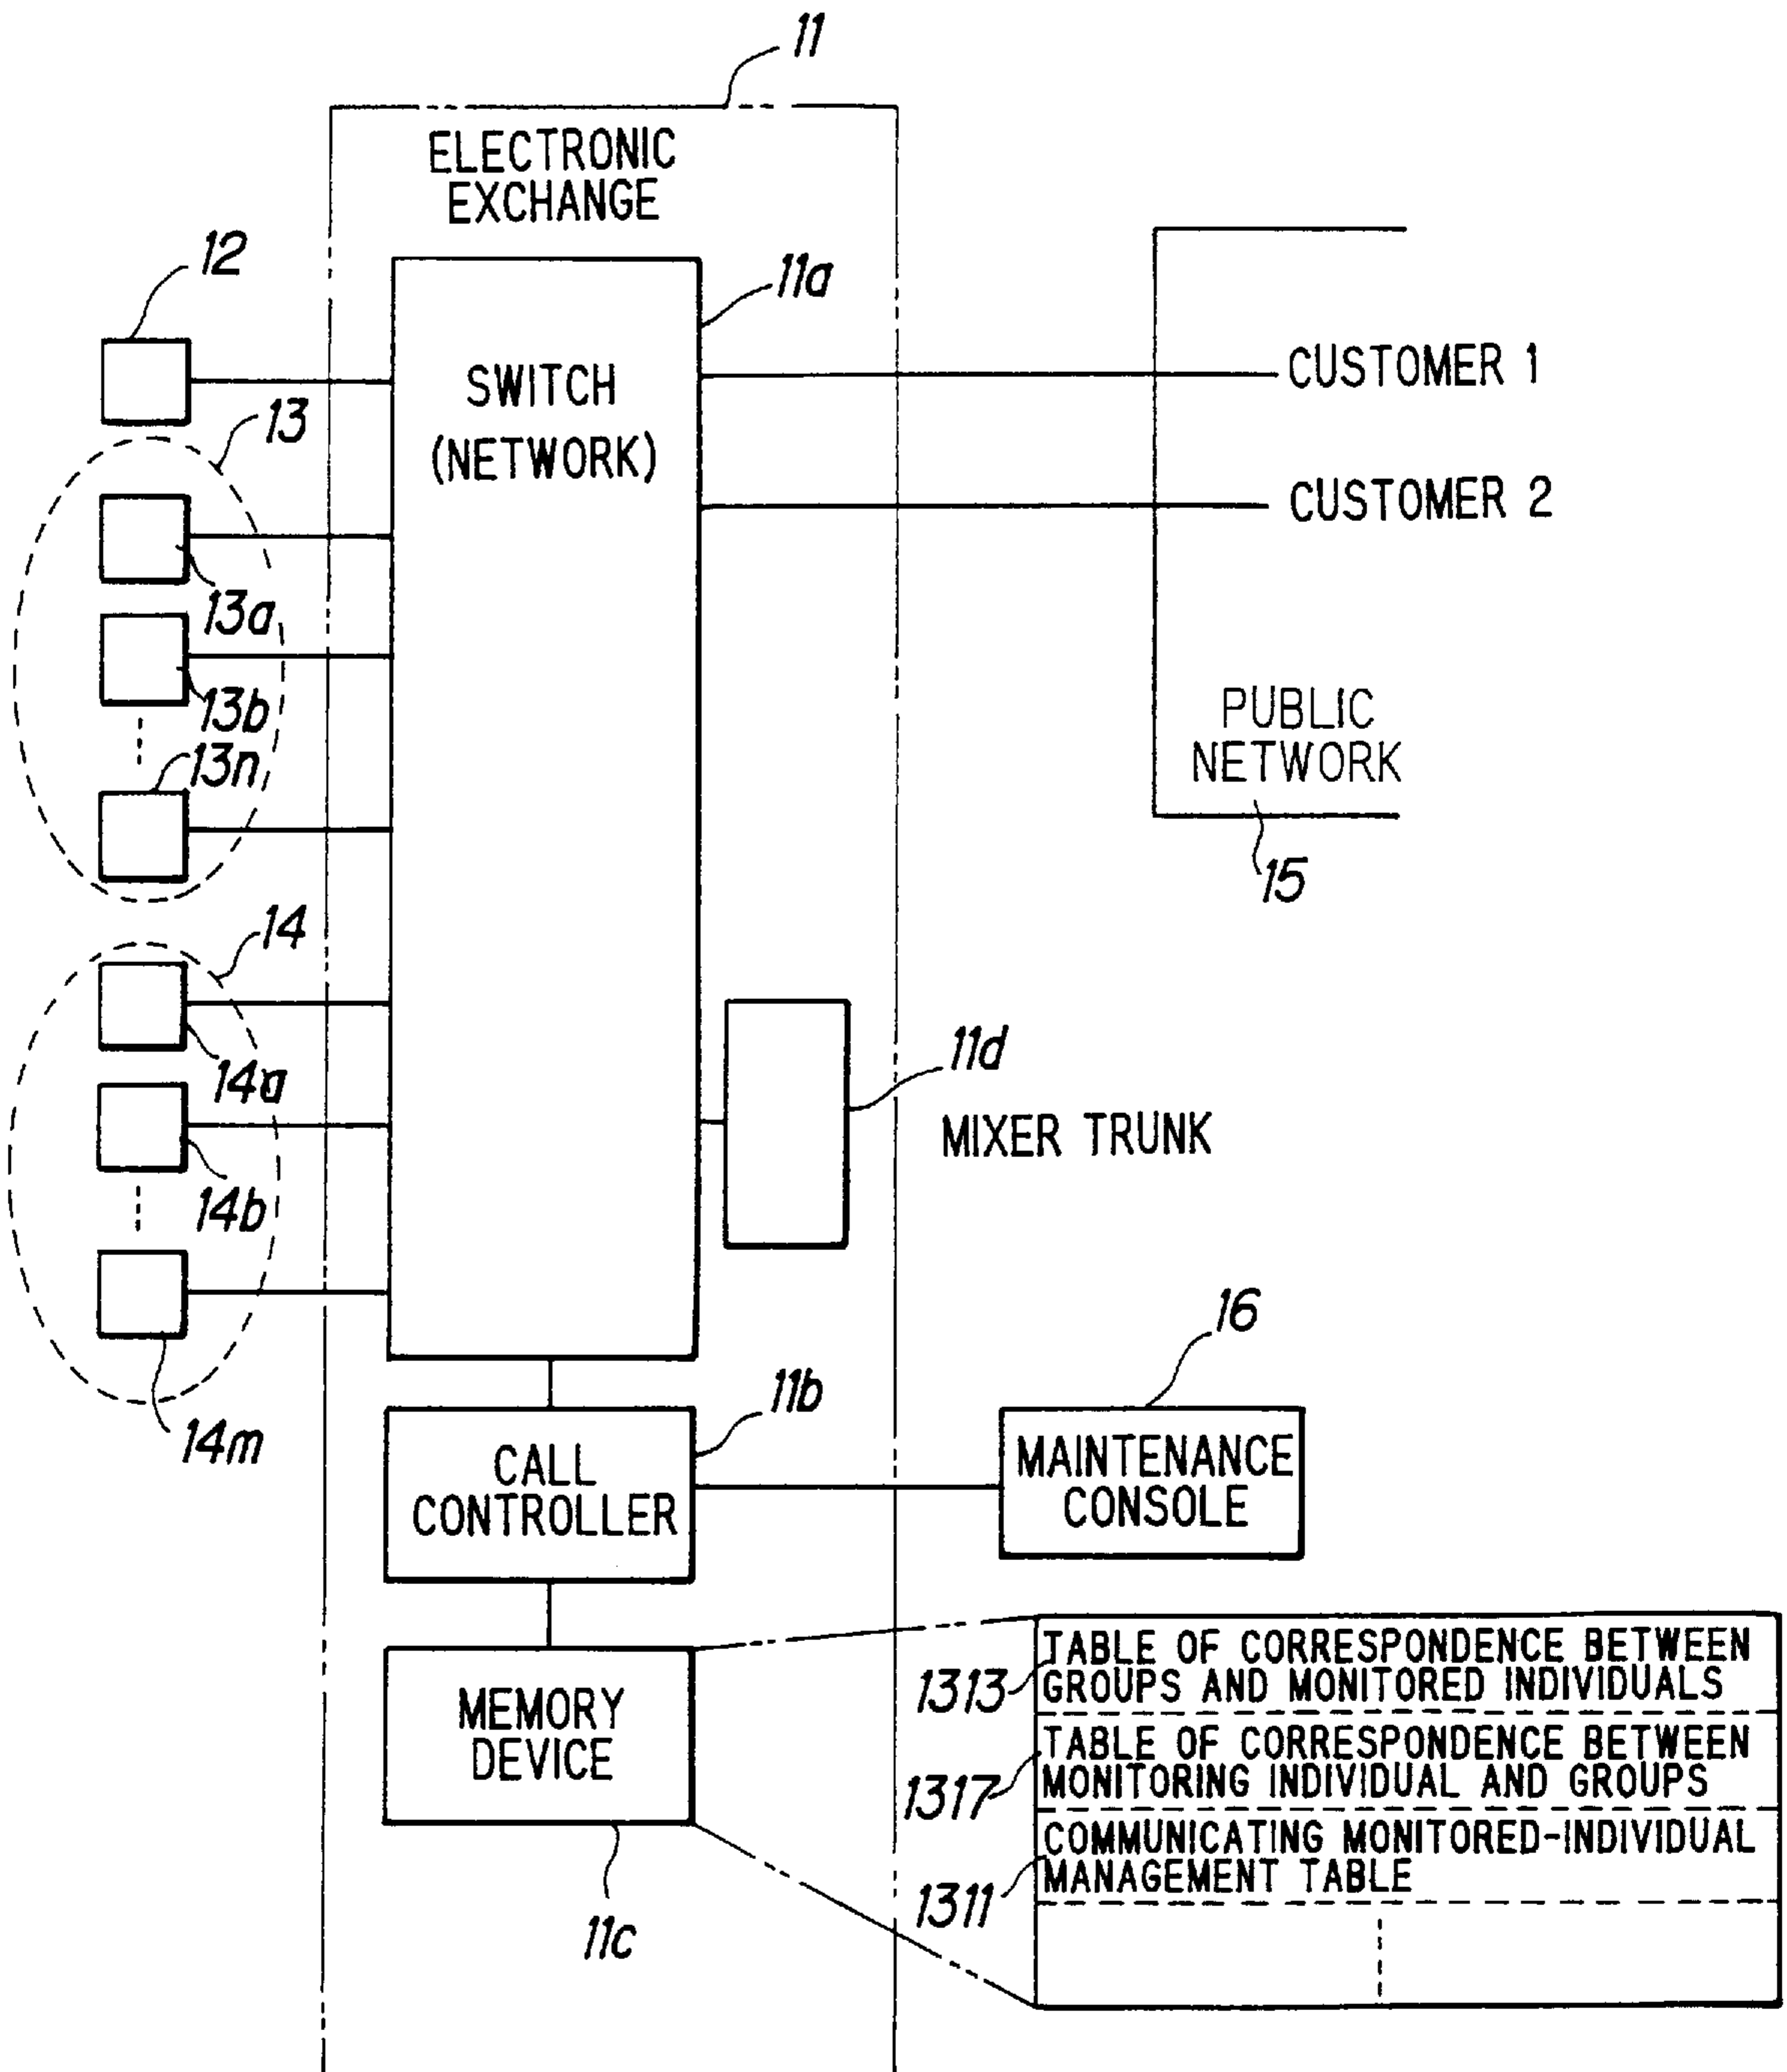 11
ELECTRONIC
EXCHANGE
12
11a
SWITCH
(NETWORK)
CUSTOMER 1
13
CUSTOMER 2
13a
13b
PUBLIC
NETWORK
13n
15
14
11d
14a
MIXER TRUNK
14b
16
11b
14m
CALL
CONTROLLER
MAINTENANCE
CONSOLE
TABLE OF CORRESPONDENCE BETWEEN
1313
GROUPS AND MONITORED INDIVIDUALS
MEMORY
DEVICE
TABLE OF CORRESPONDENCE BETWEEN
1317
MONITORING INDIVIDUAL AND GROUPS
COMMUNICATING MONITORED-INDIVIDUAL
MANAGEMENT TABLE
1311
11c